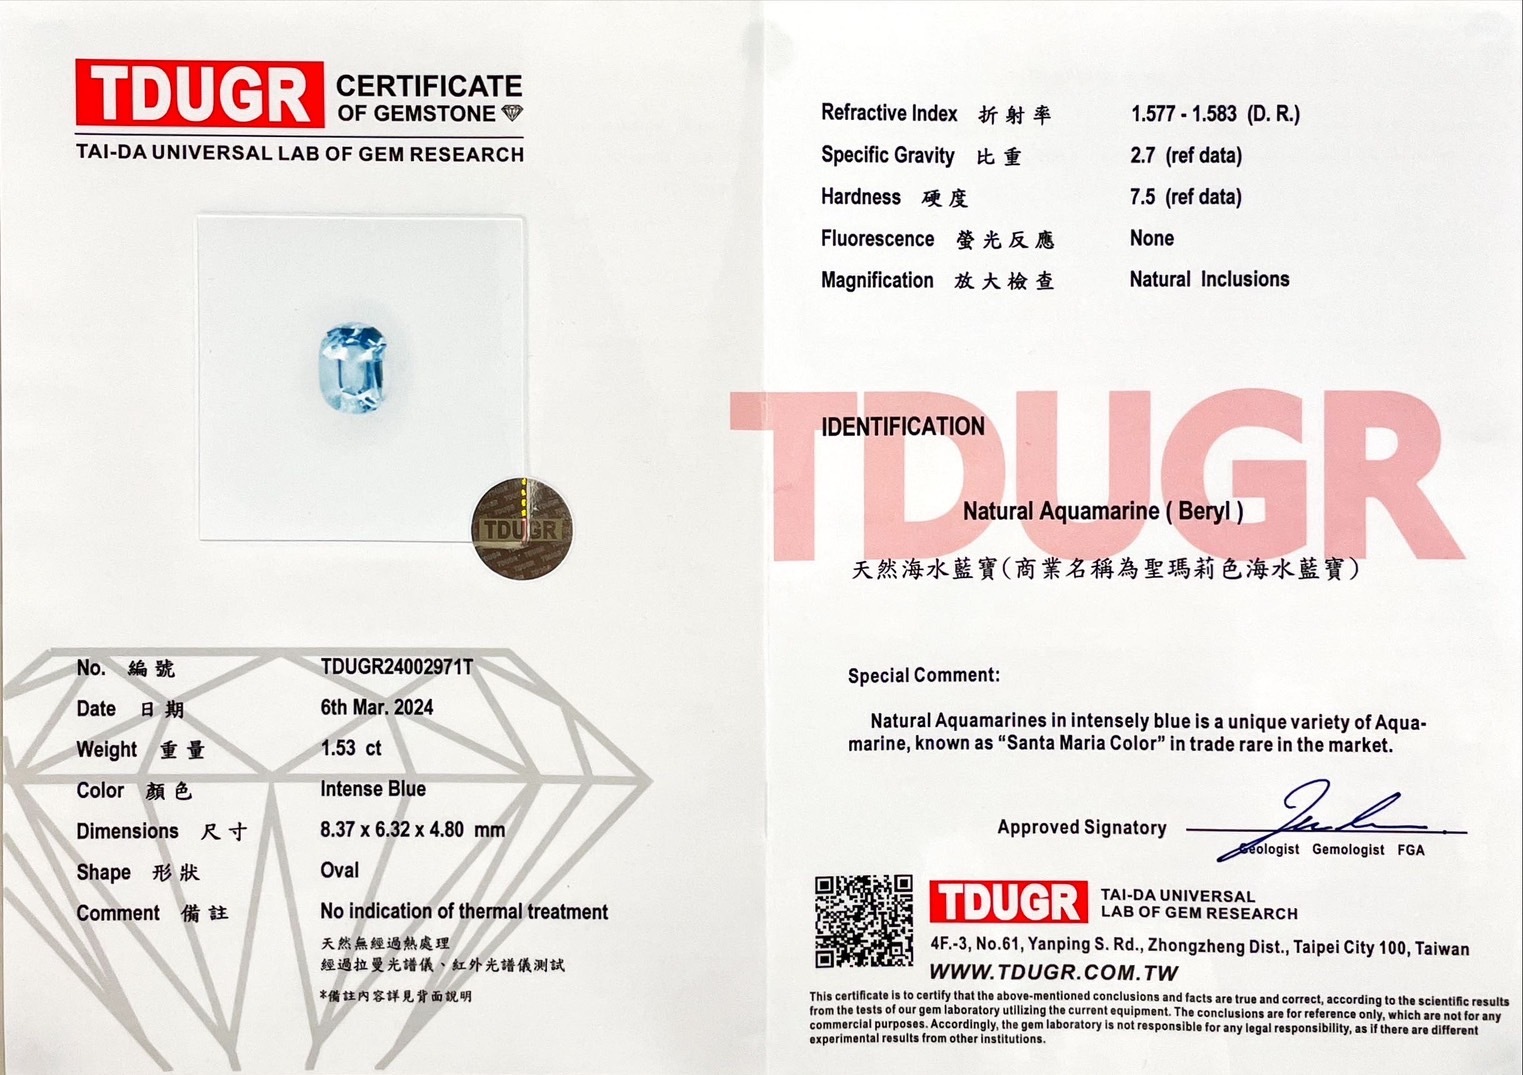 TDUGR CERTIFICATE
OF GEMSTONE
TAI-DA UNIVERSAL LAB OF GEM RESEARCH
TDUGR
No. 編號 TDUGR24002971T
Date 日期 6th Mar. 2024
Weight 重量 1.53 ct
Color 顏色 Intense Blue
Dimensions 尺寸 8.37 x 6.32 x 4.80 mm
Shape 形狀 Oval
Comment 備註 No indication of thermal treatment
天然無經過熱處理
經過拉曼光譜儀、紅外光譜儀測試
*備註內容詳見背面說明
Refractive Index 折射率 1.577 - 1.583 (D. R.)
Specific Gravity 比重 2.7 (ref data)
Hardness 硬度 7.5 (ref data)
Fluorescence 螢光反應 None
Magnification 放大檢查 Natural Inclusions
TDUGR
IDENTIFICATION
Natural Aquamarine ( Beryl )
天然海水藍寶(商業名稱為聖瑪莉色海水藍寶)
Special Comment:
Natural Aquamarines in intensely blue is a unique variety of Aqua-
marine, known as “Santa Maria Color” in trade rare in the market.
Approved Signatory
Geologist Gemologist FGA
TDUGR TAI-DA UNIVERSAL
LAB OF GEM RESEARCH
4F.-3, No.61, Yanping S. Rd., Zhongzheng Dist., Taipei City 100, Taiwan
WWW.TDUGR.COM.TW
This certificate is to certify that the above-mentioned conclusions and facts are true and correct, according to the scientific results
from the tests of our gem laboratory utilizing the current equipment. The conclusions are for reference only, which are not for any
commercial purposes. Accordingly, the gem laboratory is not responsible for any legal responsibility, as if there are different
experimental results from other institutions.